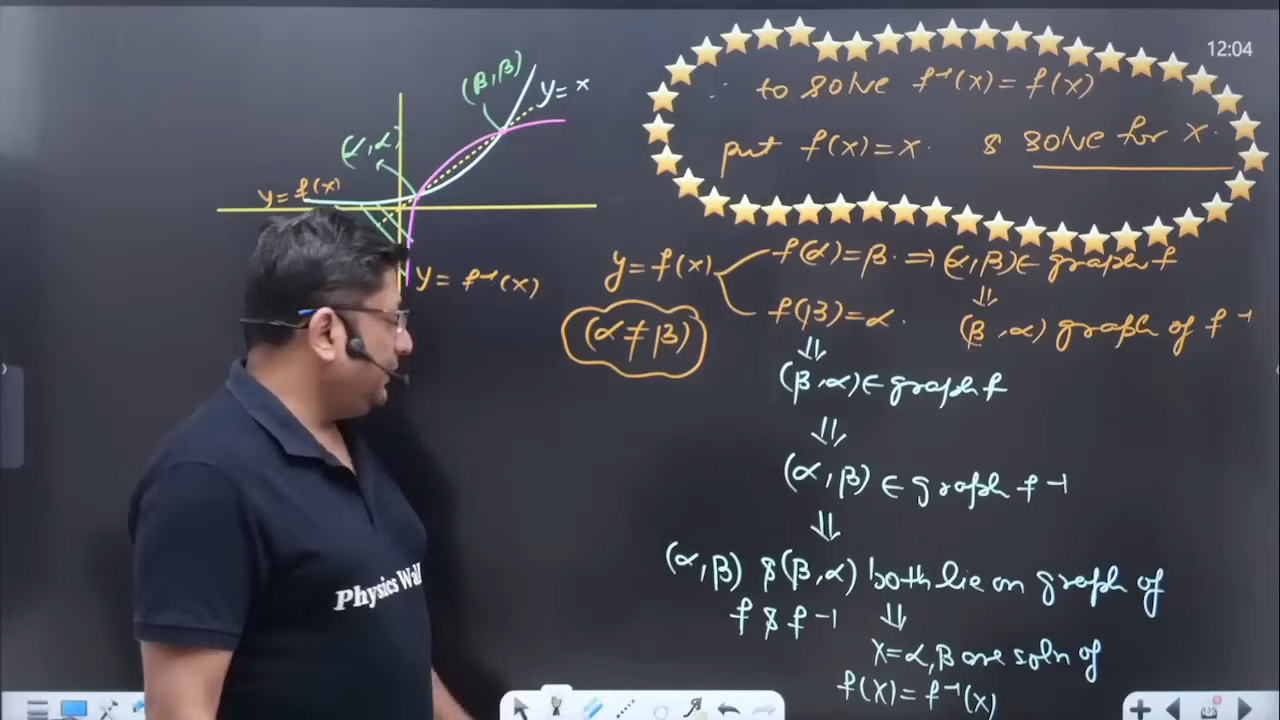 12:04
∴ to solve f⁻¹(x) = f(x)
put f(x) = x. & solve for x.
(β,β)
y = x
(α,α)
y = f(x)
y = f⁻¹(x)
y = f(x)
f(α) = β. ⇒ (α,β) ∈ graph f
⇓
f(β) = α.
(β,α) graph of f⁻¹
(α ≠ β)
⇓
(β,α) ∈ graph f
⇓
(α,β) ∈ graph f⁻¹
⇓
(α,β) & (β,α) both lie on graph of
f & f⁻¹
⇓
x = α,β are soln of
f(x) = f⁻¹(x)
Physics Wall